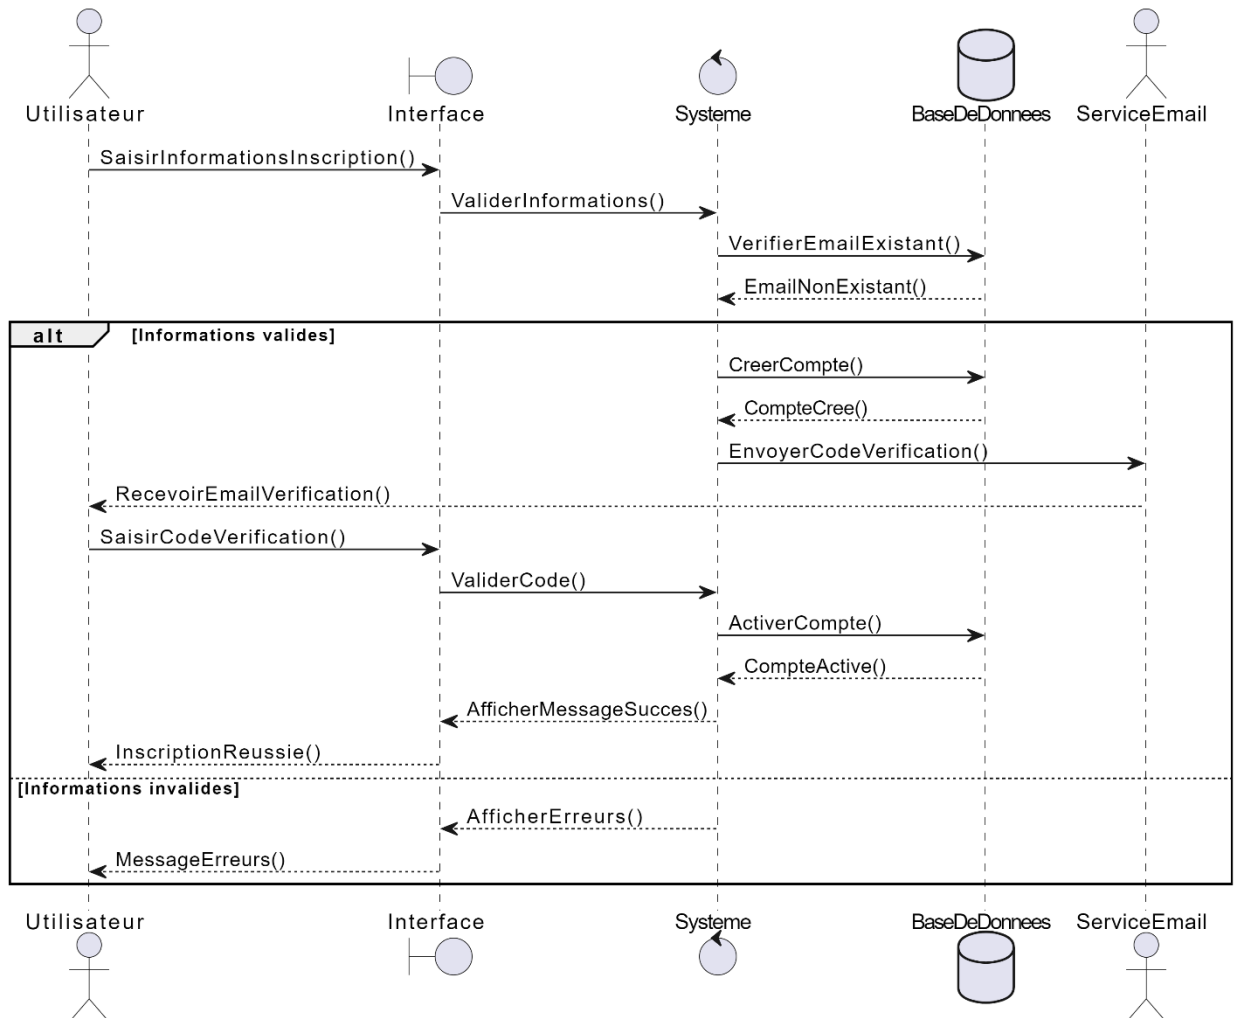 Utilisateur Interface Systeme BaseDeDonnees ServiceEmail
SaisirInformationsInscription()
ValiderInformations()
VerifierEmailExistant()
EmailNonExistant()
alt [Informations valides]
CreerCompte()
CompteCree()
EnvoyerCodeVerification()
RecevoirEmailVerification()
SaisirCodeVerification()
ValiderCode()
ActiverCompte()
CompteActive()
AfficherMessageSucces()
InscriptionReussie()
[Informations invalides]
AfficherErreurs()
MessageErreurs()
Utilisateur Interface Systeme BaseDeDonnees ServiceEmail